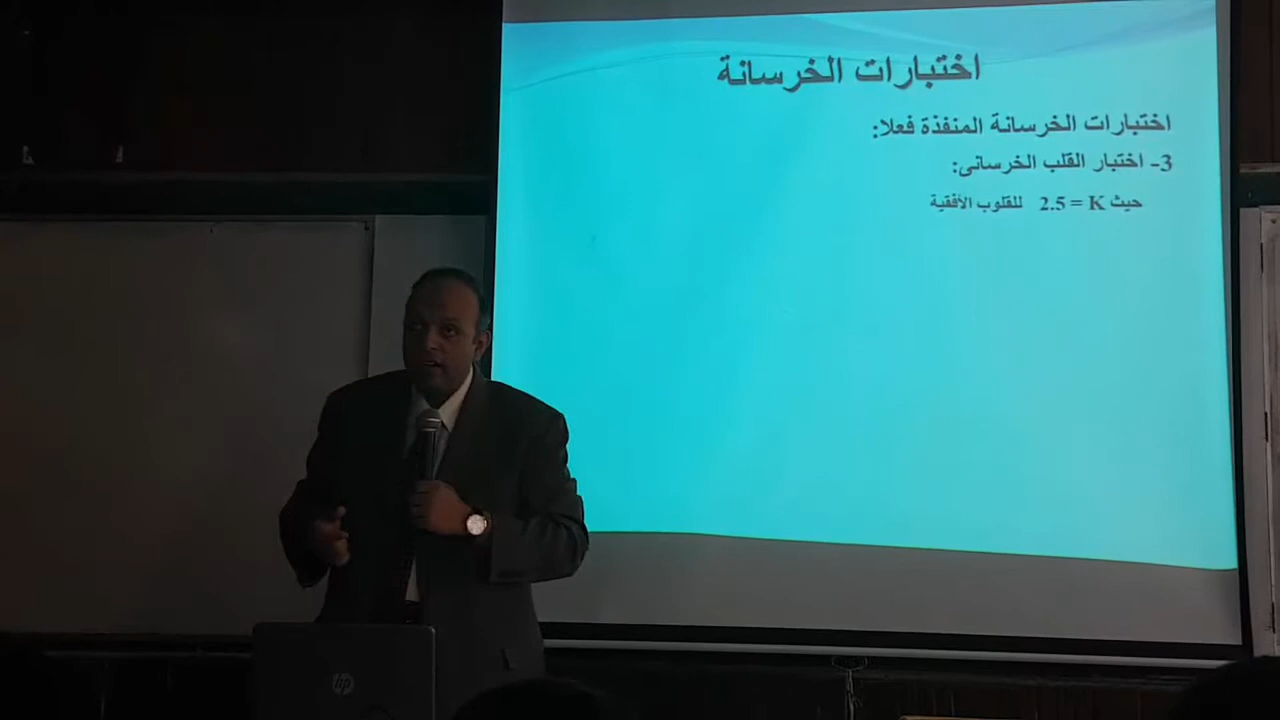 اختبارات الخرسانة
اختبارات الخرسانة المنفذة فعلا:
3- اختبار القلب الخرسانى:
حيث K = 2.5 للقلوب الأفقية
hp